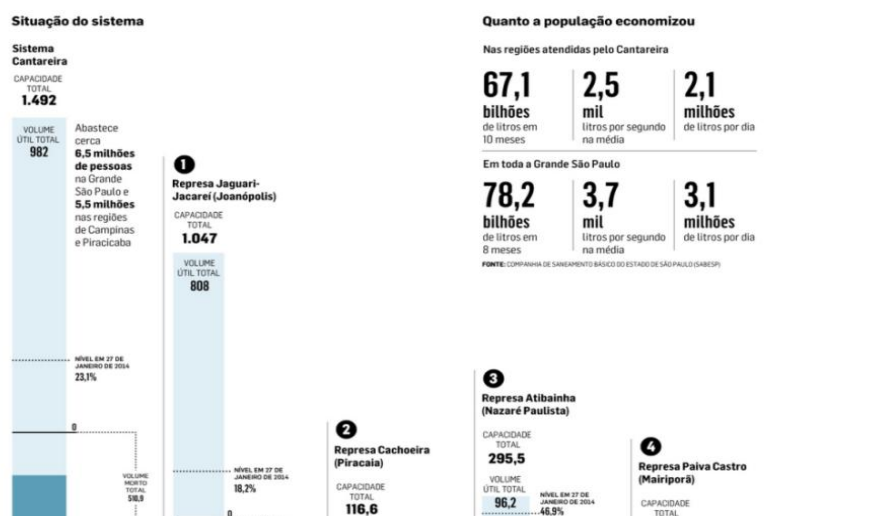 Situação do sistema
Sistema
Cantareira
CAPACIDADE
TOTAL
1.492
VOLUME
ÚTIL TOTAL
982
Abastece
cerca
6,5 milhões
de pessoas
na Grande
São Paulo e
5,5 milhões
nas regiões
de Campinas
e Piracicaba
NÍVEL EM 27 DE
JANEIRO DE 2014
23,1%
0
VOLUME
MORTO
TOTAL
510,9
1
Represa Jaguari-
Jacareí (Joanópolis)
CAPACIDADE
TOTAL
1.047
VOLUME
ÚTIL TOTAL
808
NÍVEL EM 27 DE
JANEIRO DE 2014
18,2%
0
2
Represa Cachoeira
(Piracaia)
CAPACIDADE
TOTAL
116,6
Quanto a população economizou
Nas regiões atendidas pelo Cantareira
67,1
bilhões
de litros em
10 meses
2,5
mil
litros por segundo
na média
2,1
milhões
de litros por dia
Em toda a Grande São Paulo
78,2
bilhões
de litros em
8 meses
3,7
mil
litros por segundo
na média
3,1
milhões
de litros por dia
FONTE: COMPANHIA DE SANEAMENTO BÁSICO DO ESTADO DE SÃO PAULO (SABESP)
3
Represa Atibainha
(Nazaré Paulista)
CAPACIDADE
TOTAL
295,5
VOLUME
ÚTIL TOTAL
96,2
NÍVEL EM 27 DE
JANEIRO DE 2014
46,9%
4
Represa Paiva Castro
(Mairiporã)
CAPACIDADE
TOTAL